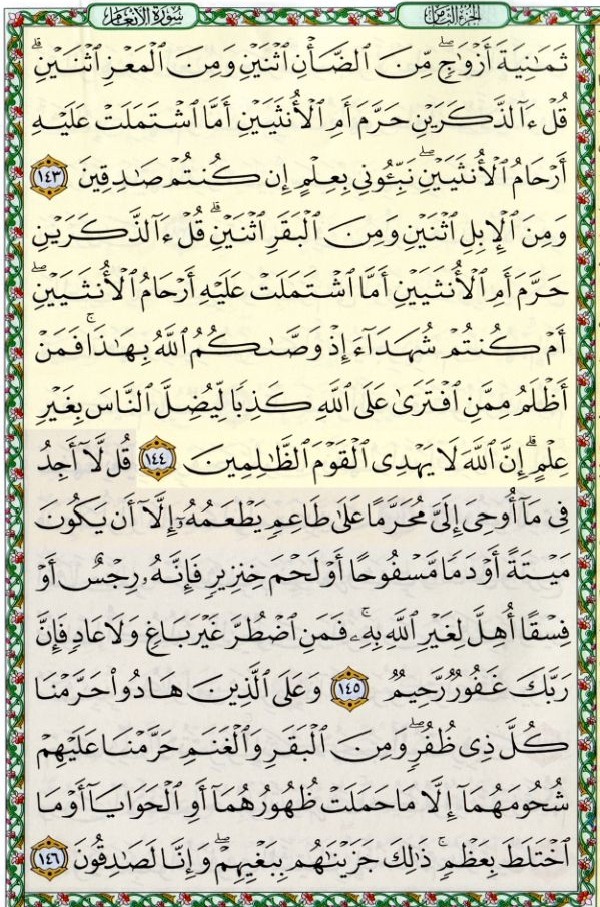 الجزء الثامن
سورة الأنعام
ثَمَٰنِيَةَ أَزْوَٰجٍۖ مِّنَ ٱلضَّأْنِ ٱثْنَيْنِ وَمِنَ ٱلْمَعْزِ ٱثْنَيْنِۗ
قُلْ ءَآلذَّكَرَيْنِ حَرَّمَ أَمِ ٱلْأُنثَيَيْنِ أَمَّا ٱشْتَمَلَتْ عَلَيْهِ
أَرْحَامُ ٱلْأُنثَيَيْنِۖ نَبِّـُٔونِى بِعِلْمٍ إِن كُنتُمْ صَٰدِقِينَ ١٤٣
وَمِنَ ٱلْإِبِلِ ٱثْنَيْنِ وَمِنَ ٱلْبَقَرِ ٱثْنَيْنِۗ قُلْ ءَآلذَّكَرَيْنِ
حَرَّمَ أَمِ ٱلْأُنثَيَيْنِ أَمَّا ٱشْتَمَلَتْ عَلَيْهِ أَرْحَامُ ٱلْأُنثَيَيْنِۖ
أَمْ كُنتُمْ شُهَدَآءَ إِذْ وَصَّىٰكُمُ ٱللَّهُ بِهَٰذَاۚ فَمَنْ
أَظْلَمُ مِمَّنِ ٱفْتَرَىٰ عَلَى ٱللَّهِ كَذِبًا لِّيُضِلَّ ٱلنَّاسَ بِغَيْرِ
عِلْمٍۗ إِنَّ ٱللَّهَ لَا يَهْدِى ٱلْقَوْمَ ٱلظَّٰلِمِينَ ١٤٤ قُل لَّآ أَجِدُ
فِى مَآ أُوحِىَ إِلَىَّ مُحَرَّمًا عَلَىٰ طَاعِمٍ يَطْعَمُهُۥٓ إِلَّآ أَن يَكُونَ
مَيْتَةً أَوْ دَمًا مَّسْفُوحًا أَوْ لَحْمَ خِنزِيرٍ فَإِنَّهُۥ رِجْسٌ أَوْ
فِسْقًا أُهِلَّ لِغَيْرِ ٱللَّهِ بِهِۦۚ فَمَنِ ٱضْطُرَّ غَيْرَ بَاغٍ وَلَا عَادٍ فَإِنَّ
رَبَّكَ غَفُورٌ رَّحِيمٌ ١٤٥ وَعَلَى ٱلَّذِينَ هَادُوا۟ حَرَّمْنَا
كُلَّ ذِى ظُفُرٍۖ وَمِنَ ٱلْبَقَرِ وَٱلْغَنَمِ حَرَّمْنَا عَلَيْهِمْ
شُحُومَهُمَآ إِلَّا مَا حَمَلَتْ ظُهُورُهُمَآ أَوِ ٱلْحَوَايَآ أَوْ مَا
ٱخْتَلَطَ بِعَظْمٍۚ ذَٰلِكَ جَزَيْنَٰهُم بِبَغْيِهِمْۖ وَإِنَّا لَصَٰدِقُونَ ١٤٦